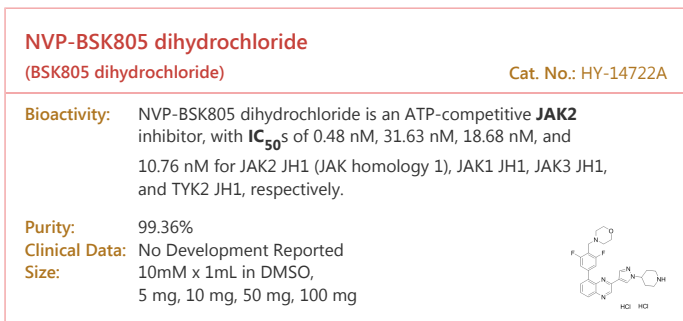 NVP-BSK805 dihydrochloride
(BSK805 dihydrochloride) Cat. No.: HY-14722A
Bioactivity: NVP-BSK805 dihydrochloride is an ATP-competitive JAK2
inhibitor, with IC50s of 0.48 nM, 31.63 nM, 18.68 nM, and
10.76 nM for JAK2 JH1 (JAK homology 1), JAK1 JH1, JAK3 JH1,
and TYK2 JH1, respectively.
Purity: 99.36%
Clinical Data: No Development Reported
Size: 10mM x 1mL in DMSO,
5 mg, 10 mg, 50 mg, 100 mg
O
N
F F
N N
N NH
N
HCl HCl